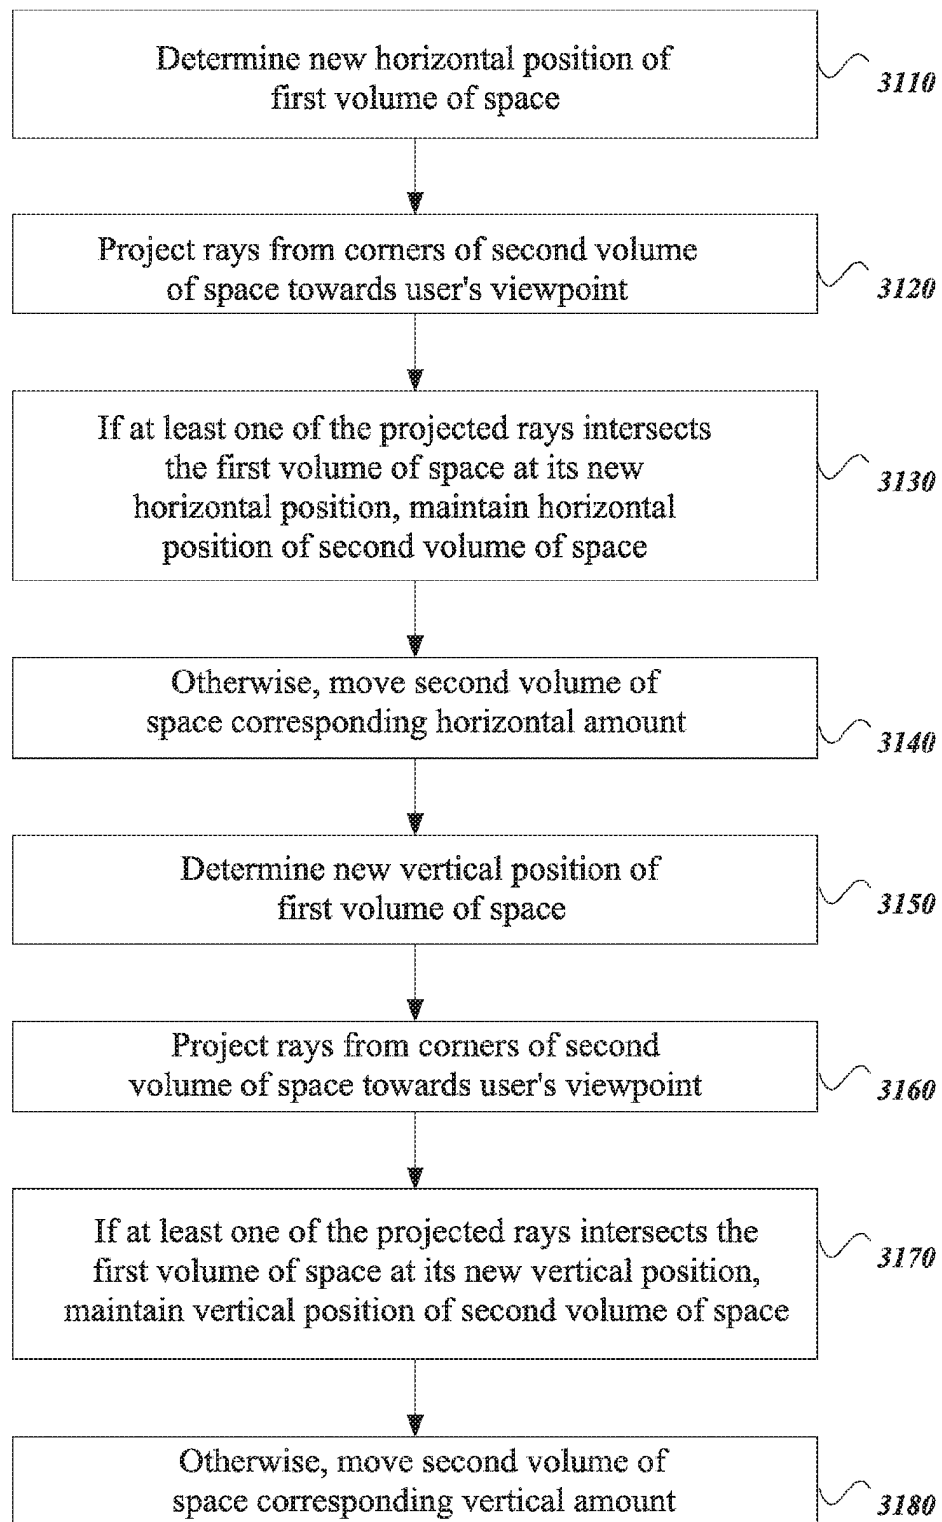 Determine new horizontal position of
first volume of space
3110
Project rays from corners of second volume
of space towards user's viewpoint
3120
If at least one of the projected rays intersects
the first volume of space at its new
horizontal position, maintain horizontal
position of second volume of space
3130
Otherwise, move second volume of
space corresponding horizontal amount
3140
Determine new vertical position of
first volume of space
3150
Project rays from corners of second
volume of space towards user's viewpoint
3160
If at least one of the projected rays intersects the
first volume of space at its new vertical position,
maintain vertical position of second volume of space
3170
Otherwise, move second volume of
space corresponding vertical amount
3180